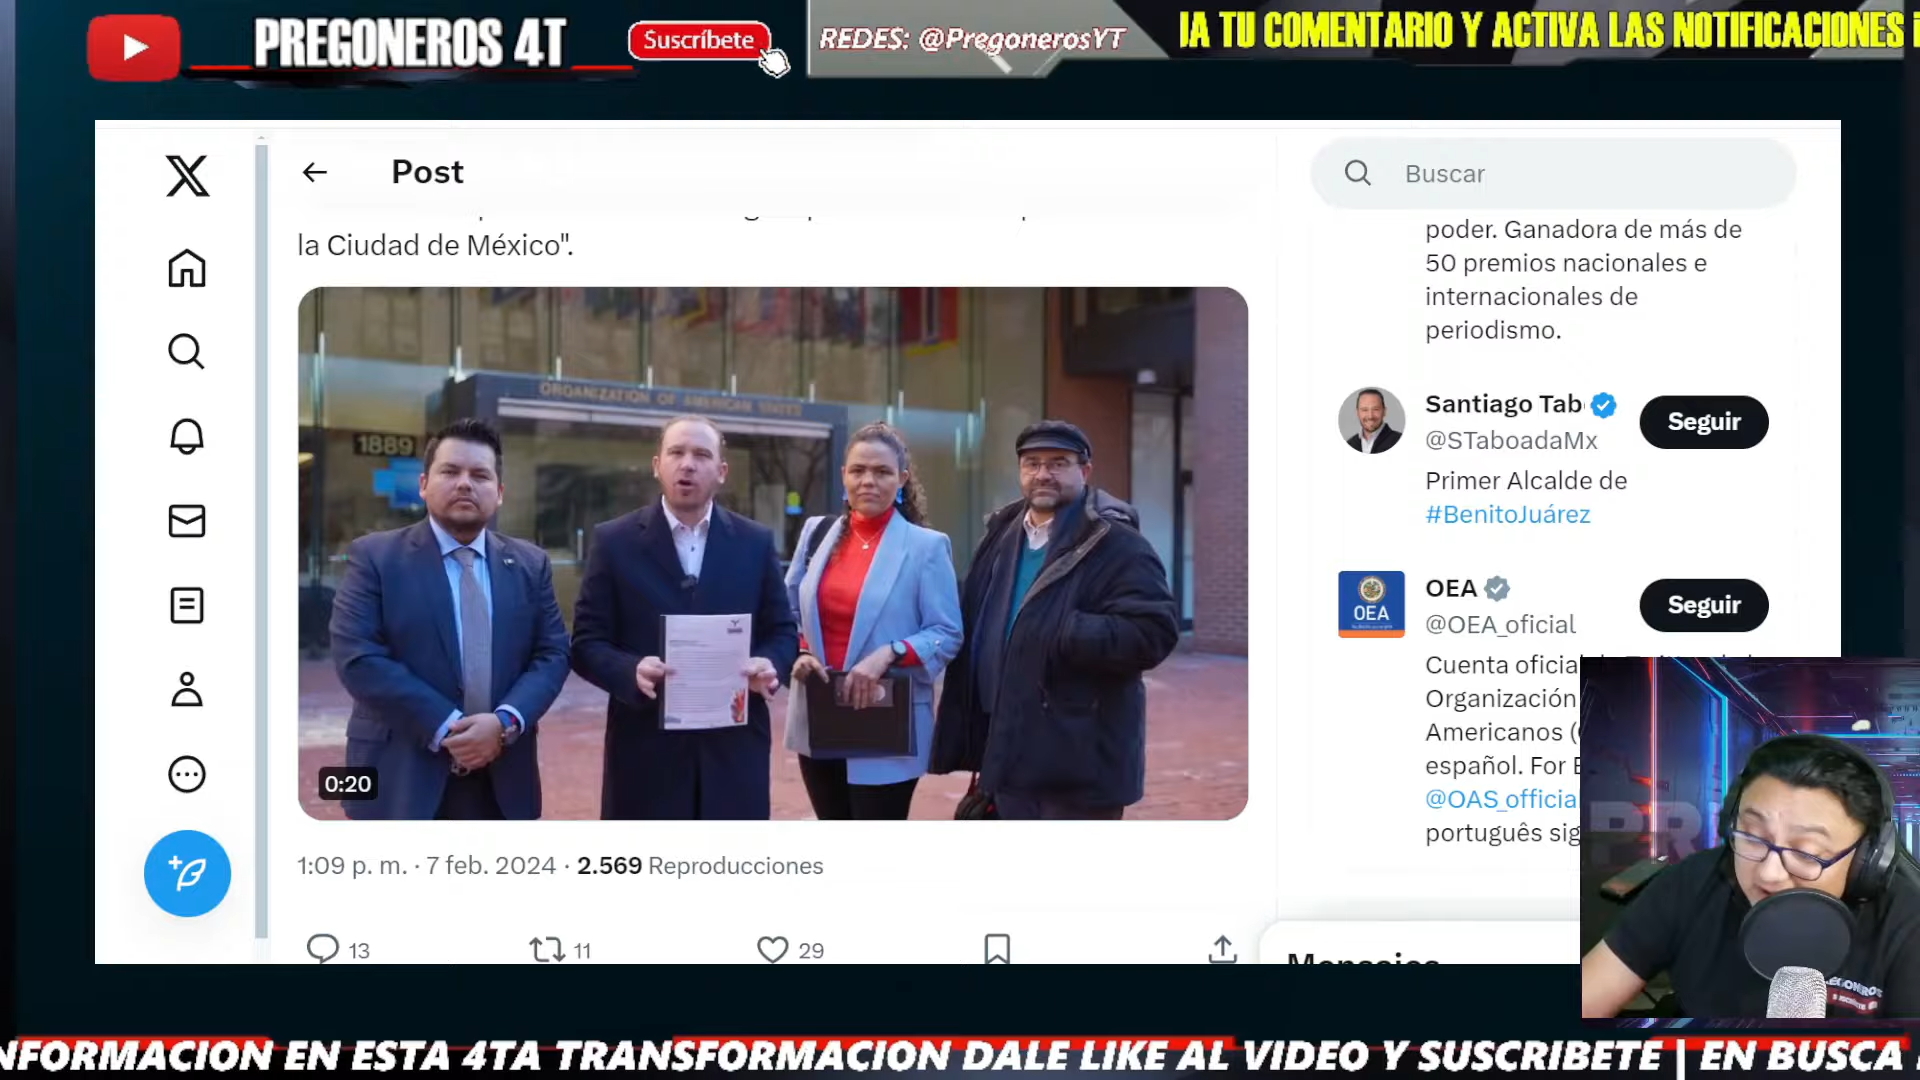 PREGONEROS 4T
Suscríbete
REDES: @PregonerosYT
IA TU COMENTARIO Y ACTIVA LAS NOTIFICACIONES
Post
Buscar
la Ciudad de México".
poder. Ganadora de más de
50 premios nacionales e
internacionales de
periodismo.
ORGANIZATION OF AMERICAN STATES
1889
Santiago Tab
@STaboadaMx
Seguir
Primer Alcalde de
#BenitoJuárez
OEA
OEA
@OEA_oficial
Seguir
Cuenta oficial
Organización
Americanos (
español. For E
@OAS_officia
português sig
0:20
1:09 p. m. · 7 feb. 2024 · 2.569 Reproducciones
13
11
29
Mensajes
NFORMACION EN ESTA 4TA TRANSFORMACION DALE LIKE AL VIDEO Y SUSCRIBETE | EN BUSCA